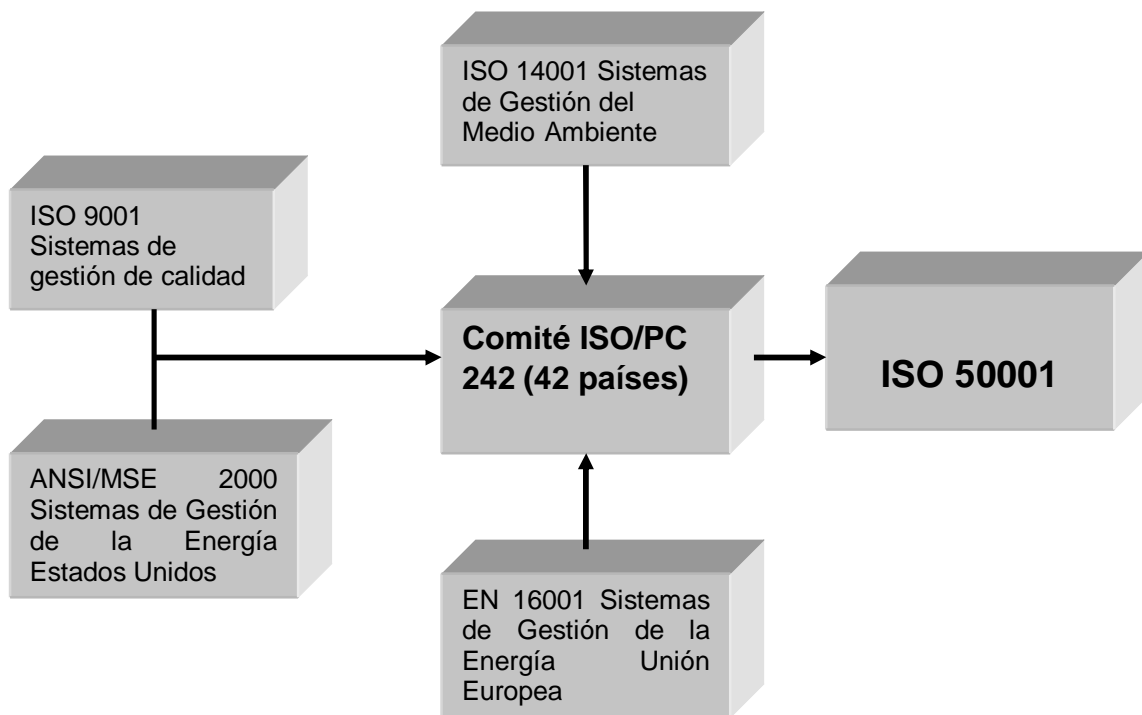 ISO 14001 Sistemas
de Gestión del
Medio Ambiente
ISO 9001
Sistemas de
gestión de calidad
Comité ISO/PC
242 (42 países)
ISO 50001
ANSI/MSE 2000
Sistemas de Gestión
de la Energía
Estados Unidos
EN 16001 Sistemas
de Gestión de la
Energía Unión
Europea